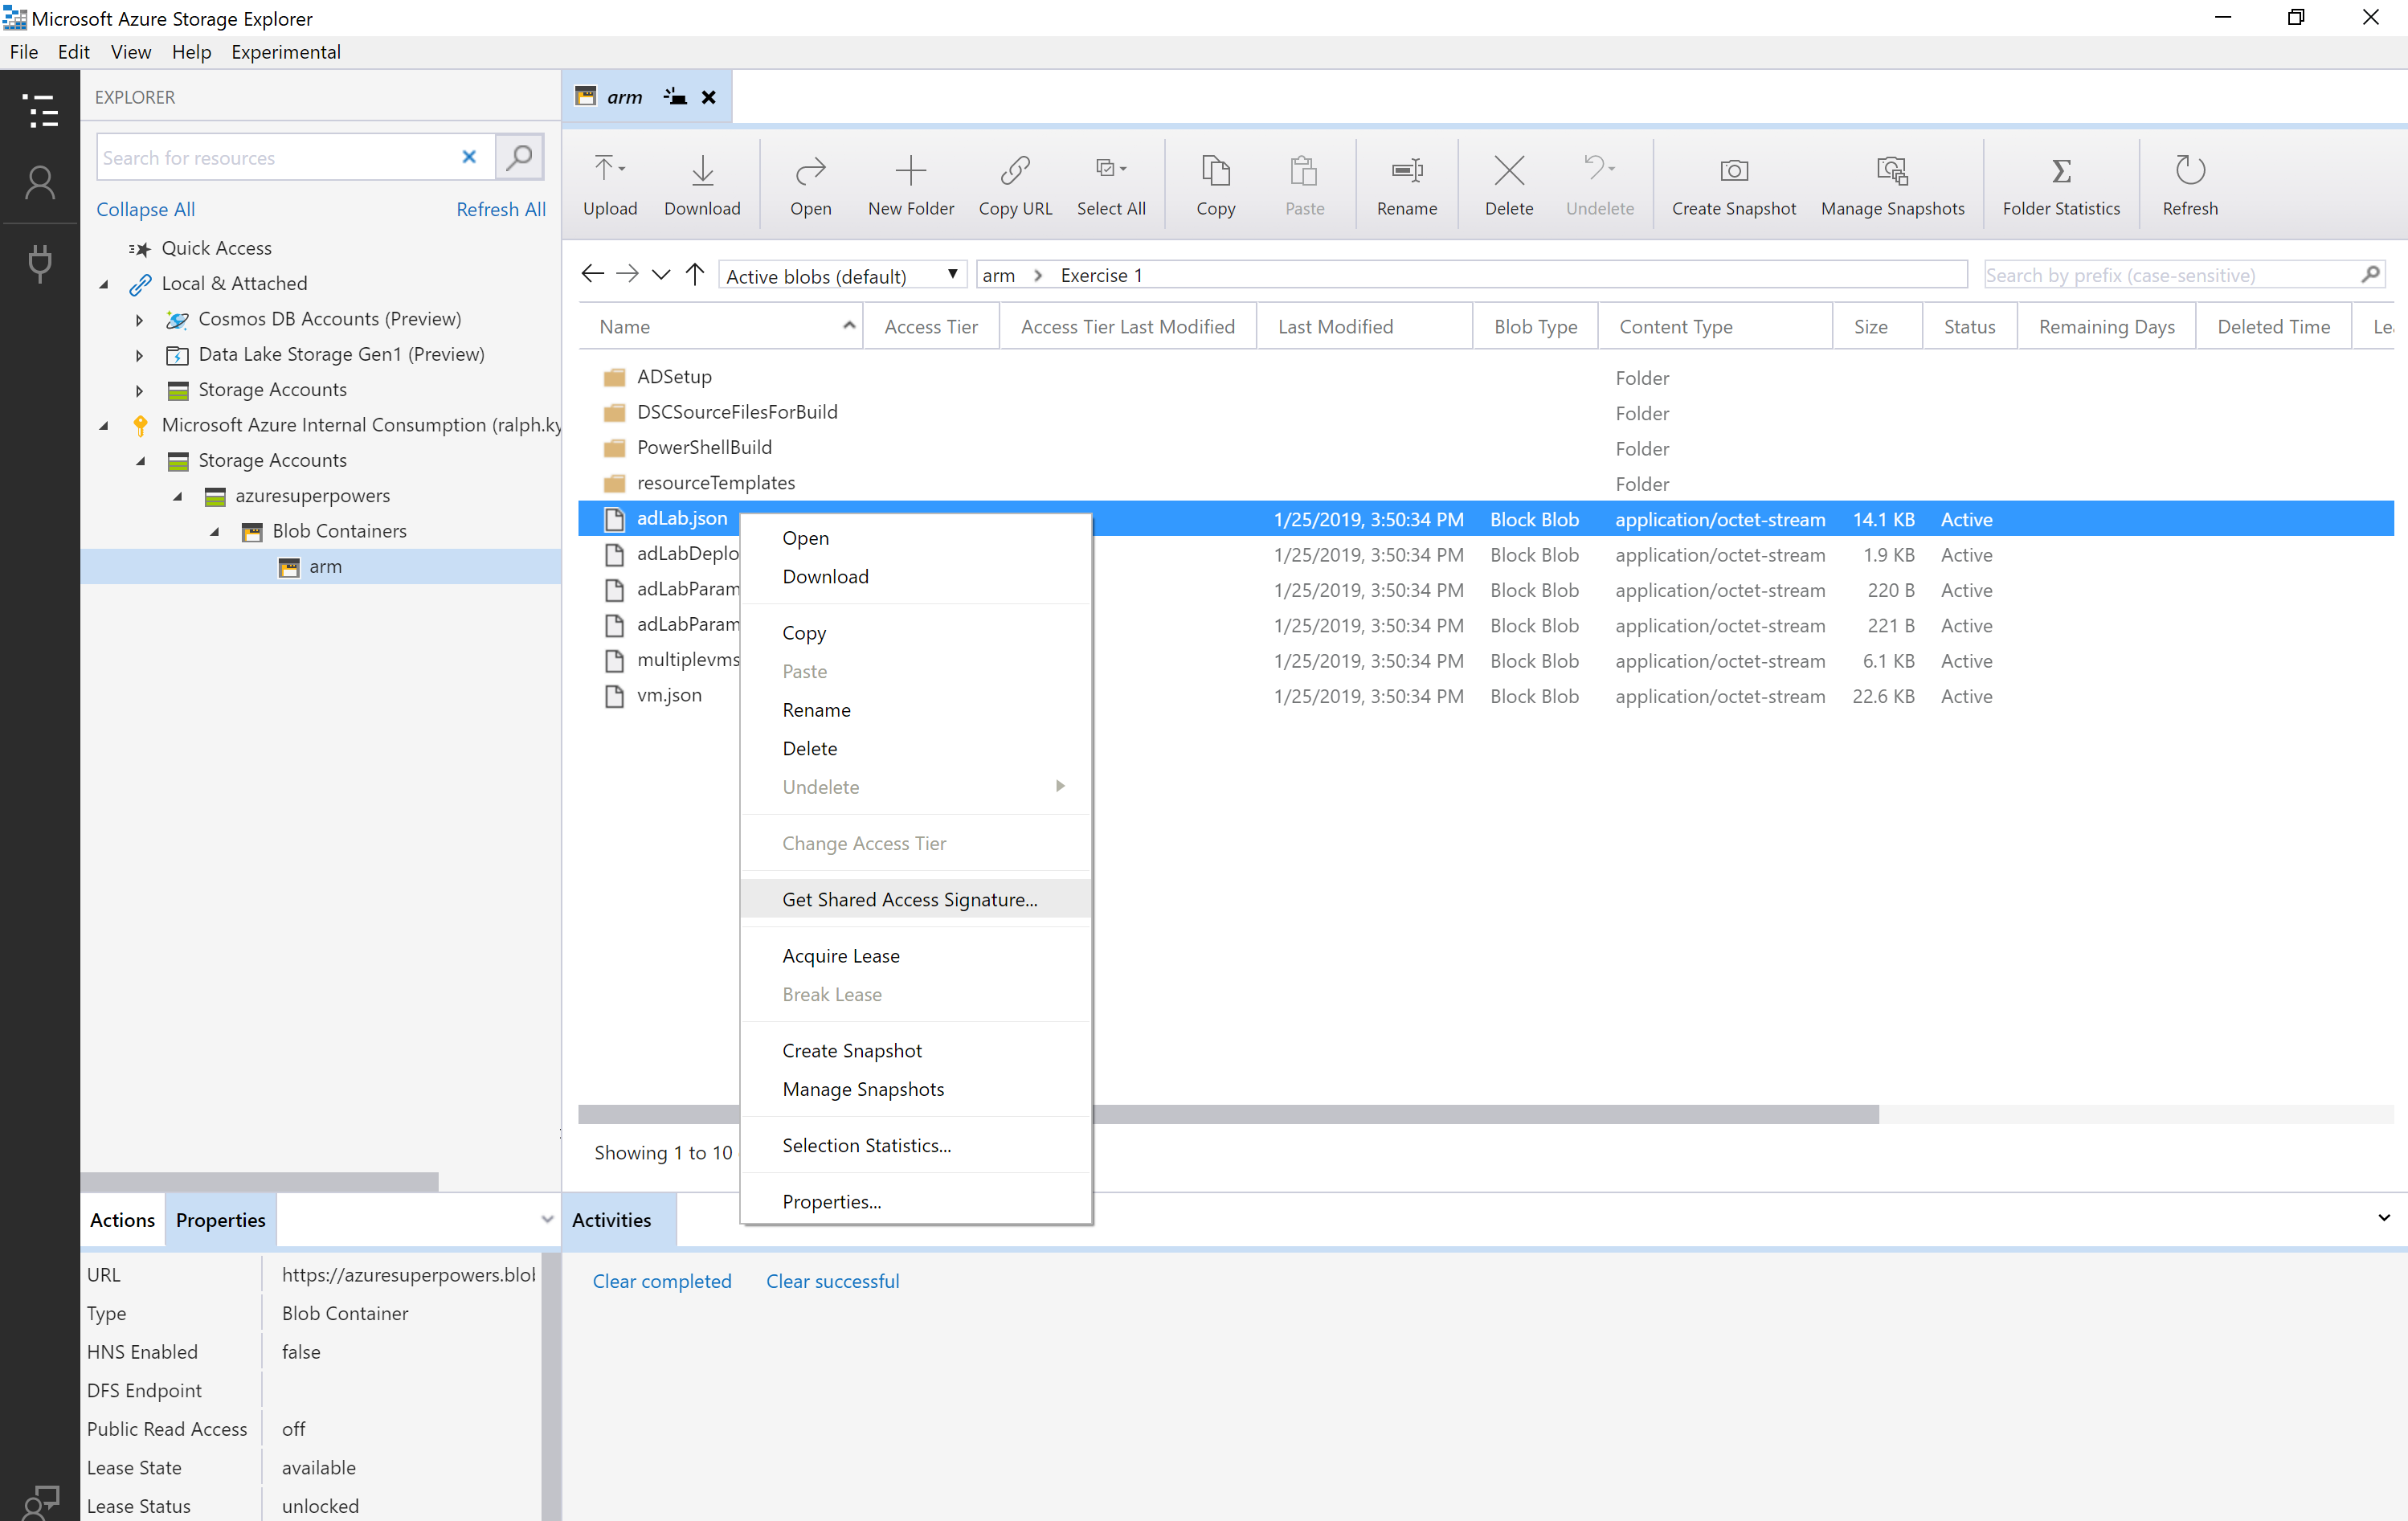 Microsoft Azure Storage Explorer
File Edit View Help Experimental
EXPLORER
Search for resources
Collapse All Refresh All
Quick Access
Local & Attached
Cosmos DB Accounts (Preview)
Data Lake Storage Gen1 (Preview)
Storage Accounts
Microsoft Azure Internal Consumption (ralph.ky
Storage Accounts
azuresuperpowers
Blob Containers
arm
Actions Properties
URL https://azuresuperpowers.blo
Type Blob Container
HNS Enabled false
DFS Endpoint
Public Read Access off
Lease State available
Lease Status unlocked
arm
Upload Download Open New Folder Copy URL Select All Copy Paste Rename Delete Undelete Create Snapshot Manage Snapshots Folder Statistics Refresh
Active blobs (default) arm > Exercise 1 Search by prefix (case-sensitive)
Name Access Tier Access Tier Last Modified Last Modified Blob Type Content Type Size Status Remaining Days Deleted Time Le
ADSetup Folder
DSCSourceFilesForBuild Folder
PowerShellBuild Folder
resourceTemplates Folder
adLab.json 1/25/2019, 3:50:34 PM Block Blob application/octet-stream 14.1 KB Active
adLabDeplo 1/25/2019, 3:50:34 PM Block Blob application/octet-stream 1.9 KB Active
adLabParam 1/25/2019, 3:50:34 PM Block Blob application/octet-stream 220 B Active
adLabParam 1/25/2019, 3:50:34 PM Block Blob application/octet-stream 221 B Active
multiplevms 1/25/2019, 3:50:34 PM Block Blob application/octet-stream 6.1 KB Active
vm.json 1/25/2019, 3:50:34 PM Block Blob application/octet-stream 22.6 KB Active
Open
Download
Copy
Paste
Rename
Delete
Undelete
Change Access Tier
Get Shared Access Signature...
Acquire Lease
Break Lease
Create Snapshot
Manage Snapshots
Selection Statistics...
Properties...
Showing 1 to 10
Activities
Clear completed Clear successful